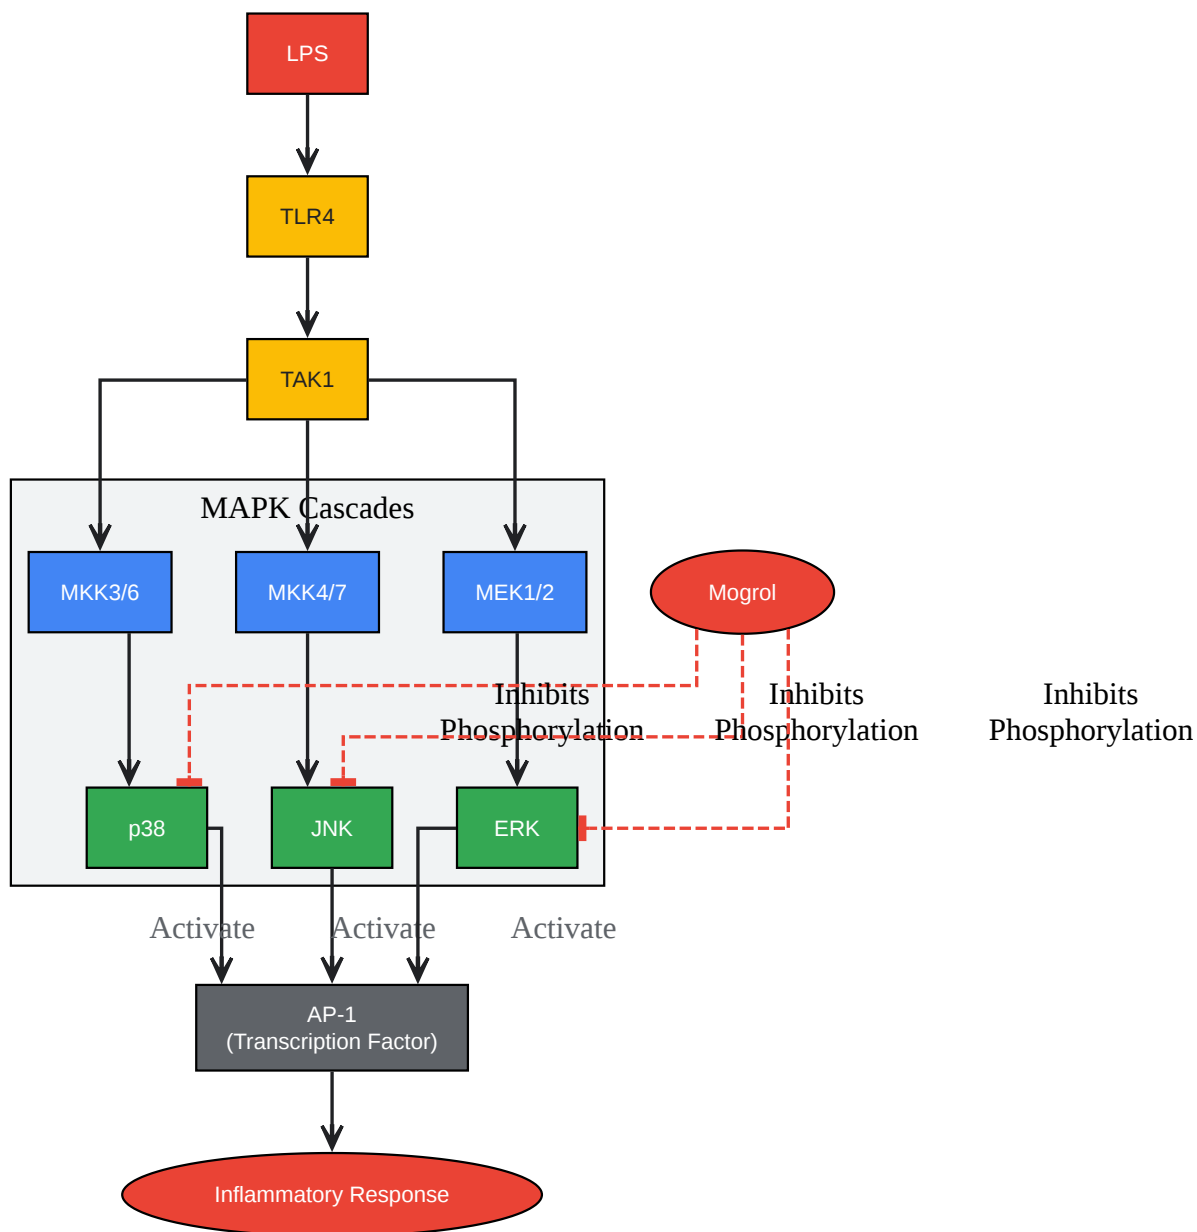 LPS
TLR4
TAK1
MAPK Cascades
MKK3/6
MKK4/7
MEK1/2
Mogrol
Inhibits
Phosphorylation
Inhibits
Phosphorylation
Inhibits
Phosphorylation
p38
JNK
ERK
Activate
Activate
Activate
AP-1
(Transcription Factor)
Inflammatory Response